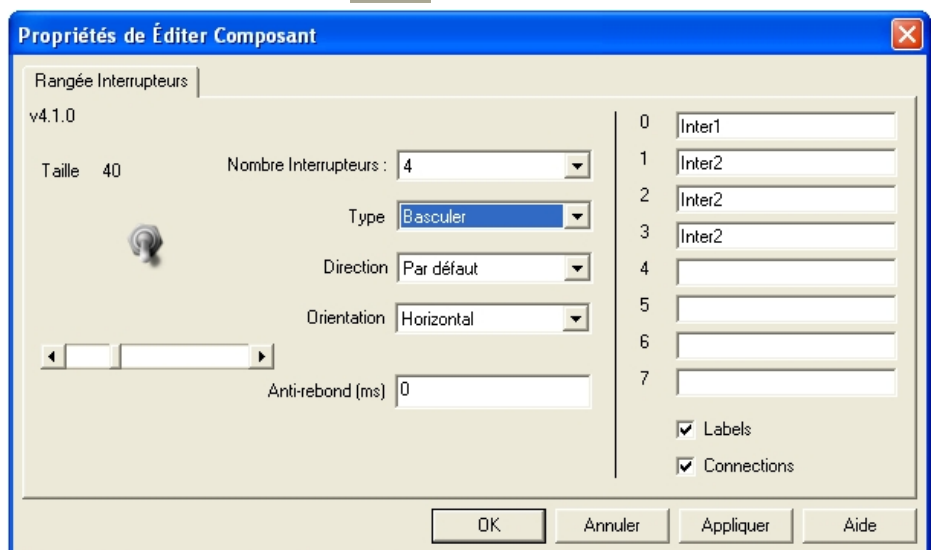 Propriétés de Éditer Composant
Rangée Interrupteurs
v4.1.0
Taille 40
Nombre Interrupteurs : 4
Type Basculer
Direction Par défaut
Orientation Horizontal
Anti-rebond (ms) 0
0 Inter1
1 Inter2
2 Inter2
3 Inter2
4
5
6
7
Labels
Connections
OK Annuler Appliquer Aide